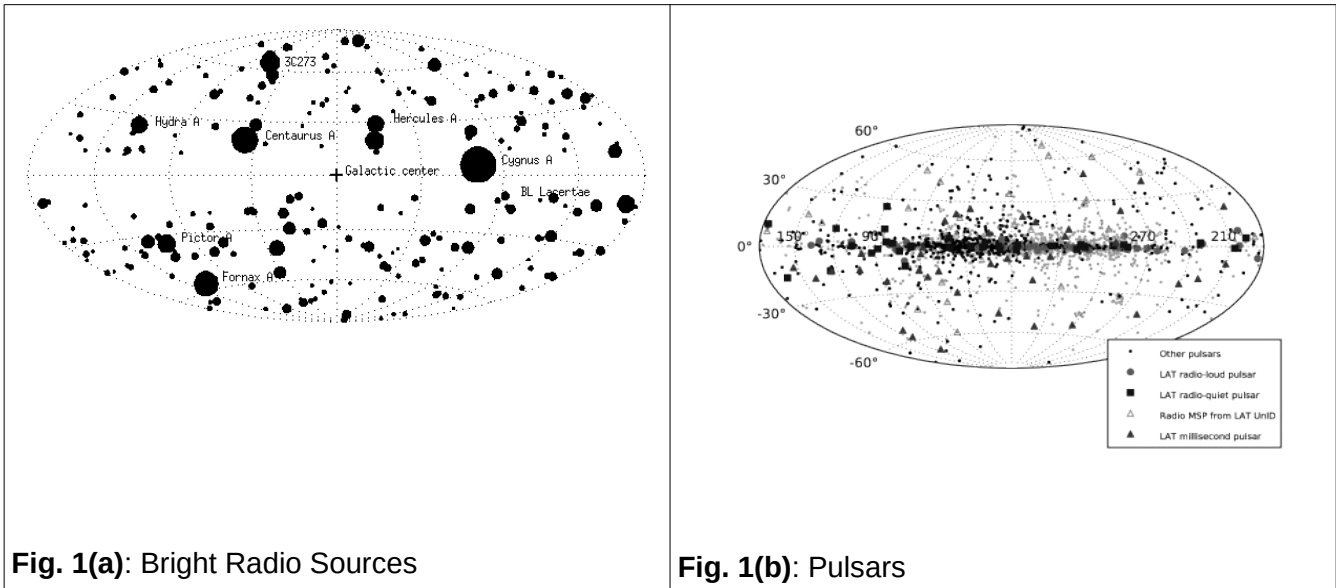 3C273
Hydra A
Hercules A
Centaurus A
Cygnus A
Galactic center
BL Lacertae
Pictor A
Fornax A
Fig. 1(a): Bright Radio Sources
60°
30°
0°
150°
90°
270°
210°
-30°
-60°
Other pulsars
LAT radio-loud pulsar
LAT radio-quiet pulsar
Radio MSP from LAT UnID
LAT millisecond pulsar
Fig. 1(b): Pulsars